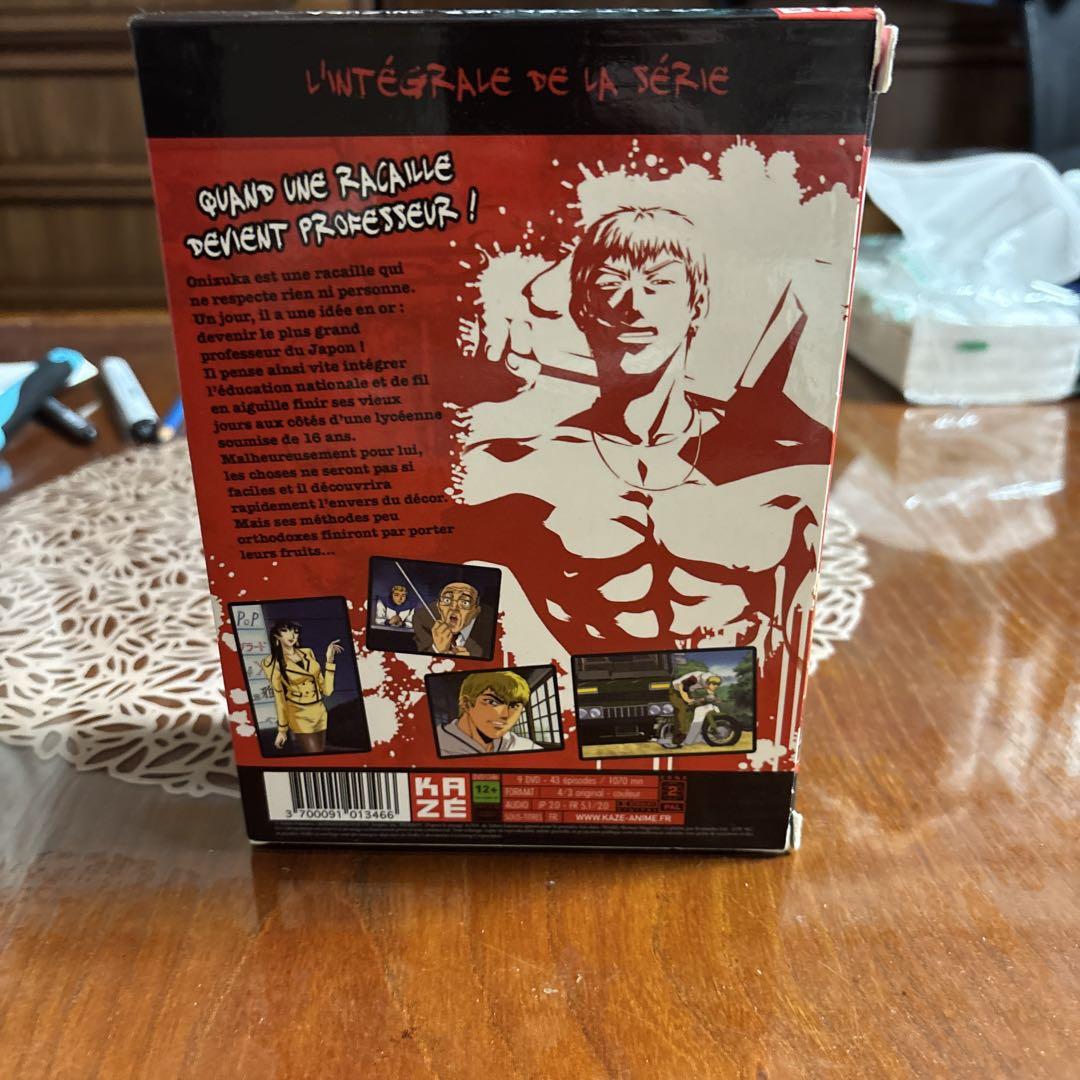 L'INTÉGRALE DE LA SÉRIE
QUAND UNE RACAILLE
DEVIENT PROFESSEUR !
Onizuka est une racaille qui
ne respecte rien ni personne.
Un jour, il a une idée en or :
devenir le plus grand
professeur du Japon !
Il pense ainsi vite intégrer
l'éducation nationale et de fil
en aiguille finir ses vieux
jours aux côtés d'une lycéenne
soumise de 16 ans.
Malheureusement pour lui,
les choses ne seront pas si
faciles et il découvrira
rapidement l'envers du décor.
Mais ses méthodes peu
orthodoxes finiront par porter
leurs fruits...
PoP
3 700091 013466
KA
ZÉ
12+
9 DVD - 43 épisodes / 1070 mn
FORMAT 4/3 original - couleur
AUDIO JP 2.0 - FR 5.1/2.0
SOUS-TITRES FR WWW.KAZE-ANIME.FR
ZONE
2
PAL